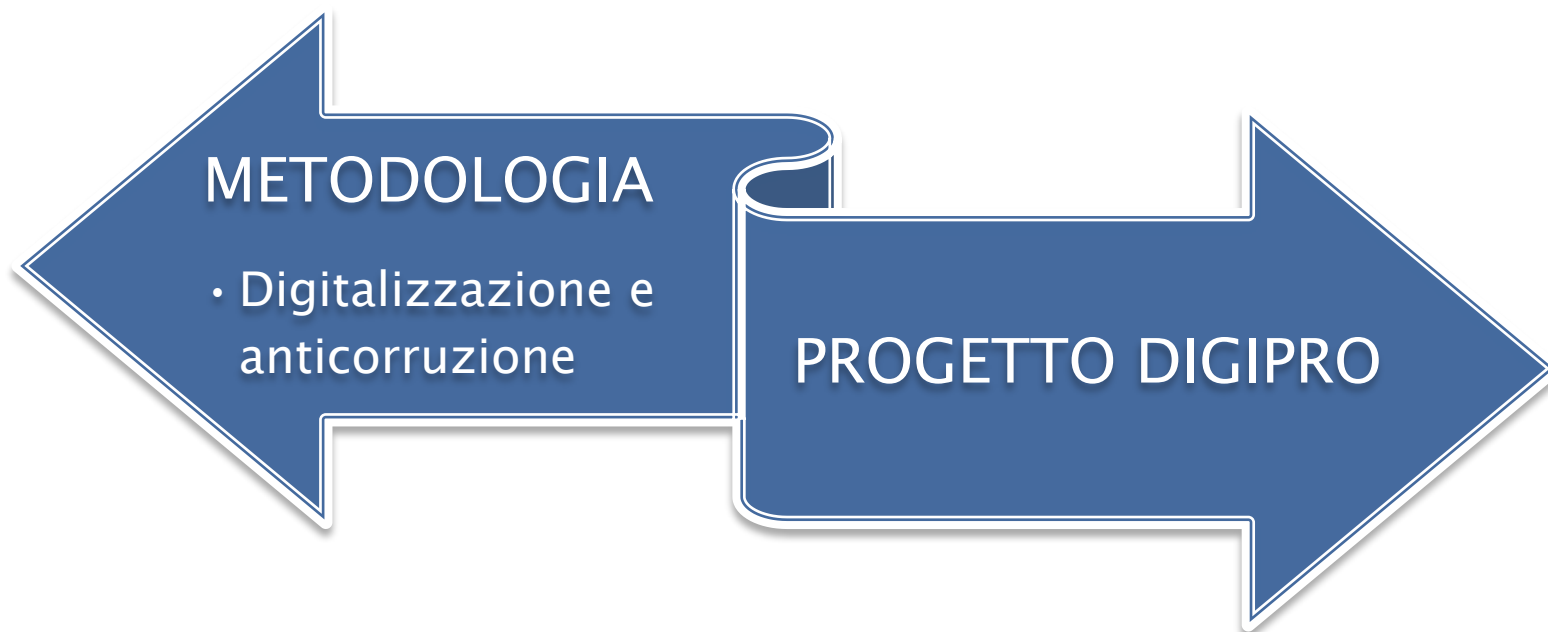 METODOLOGIA
• Digitalizzazione e
anticorruzione
PROGETTO DIGIPRO